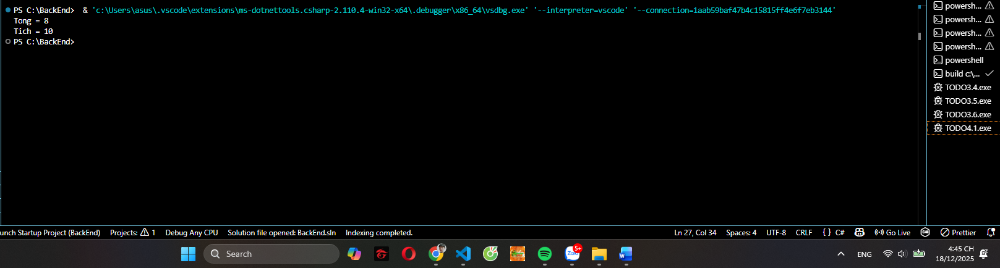 PS C:\BackEnd>  & 'c:\Users\asus\.vscode\extensions\ms-dotnettools.csharp-2.110.4-win32-x64\.debugger\x86_64\vsdbg.exe' '--interpreter=vscode' '--connection=1aab59baf47b4c15815ff4e6f7eb3144'
Tong = 8
Tich = 10
PS C:\BackEnd>
powersh...
powersh...
powersh...
powersh...
powershell
build c:\...
TODO3.4.exe
TODO3.5.exe
TODO3.6.exe
TODO4.1.exe
unch Startup Project (BackEnd) Projects: 1 Debug Any CPU Solution file opened: BackEnd.sln Indexing completed. Ln 27, Col 34 Spaces: 4 UTF-8 CRLF { } C# Go Live C# Prettier
Search
Zalo
5+
W
ENG
4:45 CH
18/12/2025